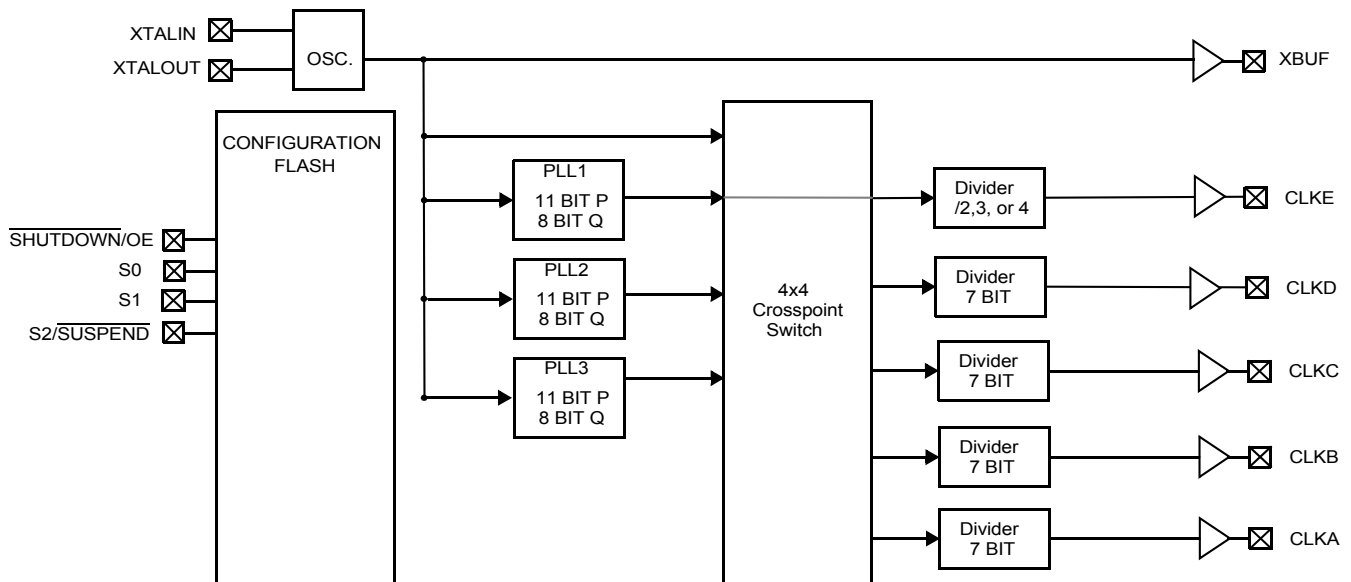 XTALIN
XTALOUT
OSC.
XBUF
CONFIGURATION
FLASH
SHUTDOWN/OE
S0
S1
S2/SUSPEND
PLL1
11 BIT P
8 BIT Q
PLL2
11 BIT P
8 BIT Q
PLL3
11 BIT P
8 BIT Q
4x4
Crosspoint
Switch
Divider
/2,3, or 4
CLKE
Divider
7 BIT
CLKD
Divider
7 BIT
CLKC
Divider
7 BIT
CLKB
Divider
7 BIT
CLKA